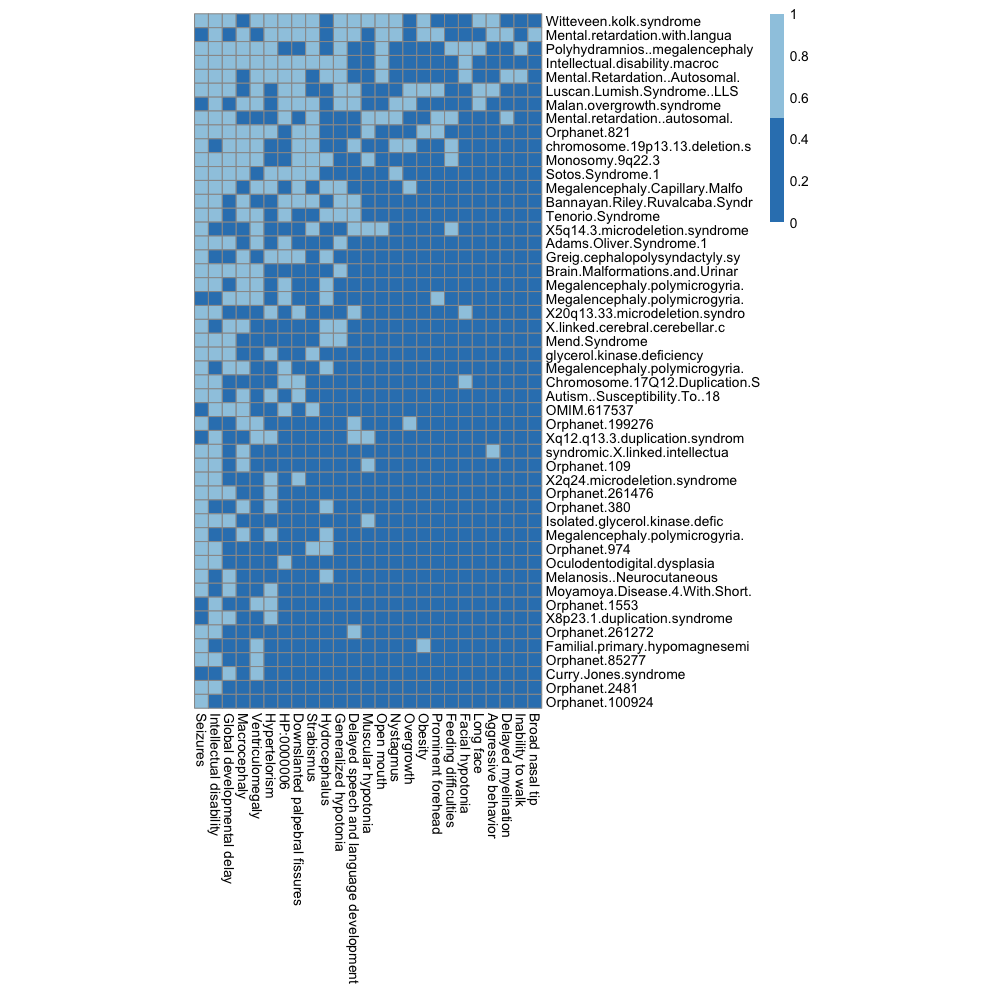 Witteveen.kolk.syndrome
Mental.retardation.with.langua
Polyhydramnios..megalencephaly
Intellectual.disability.macroc
Mental.Retardation..Autosomal.
Luscan.Lumish.Syndrome..LLS
Malan.overgrowth.syndrome
Mental.retardation..autosomal.
Orphanet.821
chromosome.19p13.13.deletion.s
Monosomy.9q22.3
Sotos.Syndrome.1
Megalencephaly.Capillary.Malfo
Bannayan.Riley.Ruvalcaba.Syndr
Tenorio.Syndrome
X5q14.3.microdeletion.syndrome
Adams.Oliver.Syndrome.1
Greig.cephalopolysyndactyly.sy
Brain.Malformations.and.Urinar
Megalencephaly.polymicrogyria.
Megalencephaly.polymicrogyria.
X20q13.33.microdeletion.syndro
X.linked.cerebral.cerebellar.c
Mend.Syndrome
glycerol.kinase.deficiency
Megalencephaly.polymicrogyria.
Chromosome.17Q12.Duplication.S
Autism..Susceptibility.To..18
OMIM.617537
Orphanet.199276
Xq12.q13.3.duplication.syndrom
syndromic.X.linked.intellectua
Orphanet.109
X2q24.microdeletion.syndrome
Orphanet.261476
Orphanet.380
Isolated.glycerol.kinase.defic
Megalencephaly.polymicrogyria.
Orphanet.974
Oculodentodigital.dysplasia
Melanosis..Neurocutaneous
Moyamoya.Disease.4.With.Short.
Orphanet.1553
X8p23.1.duplication.syndrome
Orphanet.261272
Familial.primary.hypomagnesemi
Orphanet.85277
Curry.Jones.syndrome
Orphanet.2481
Orphanet.100924
1
0.8
0.6
0.4
0.2
0
Seizures
Intellectual disability
Global developmental delay
Macrocephaly
Ventriculomegaly
Hypertelorism
HP:0000006
Downslanted palpebral fissures
Strabismus
Hydrocephalus
Generalized hypotonia
Delayed speech and language development
Muscular hypotonia
Open mouth
Nystagmus
Overgrowth
Obesity
Prominent forehead
Feeding difficulties
Facial hypotonia
Long face
Aggressive behavior
Delayed myelination
Inability to walk
Broad nasal tip